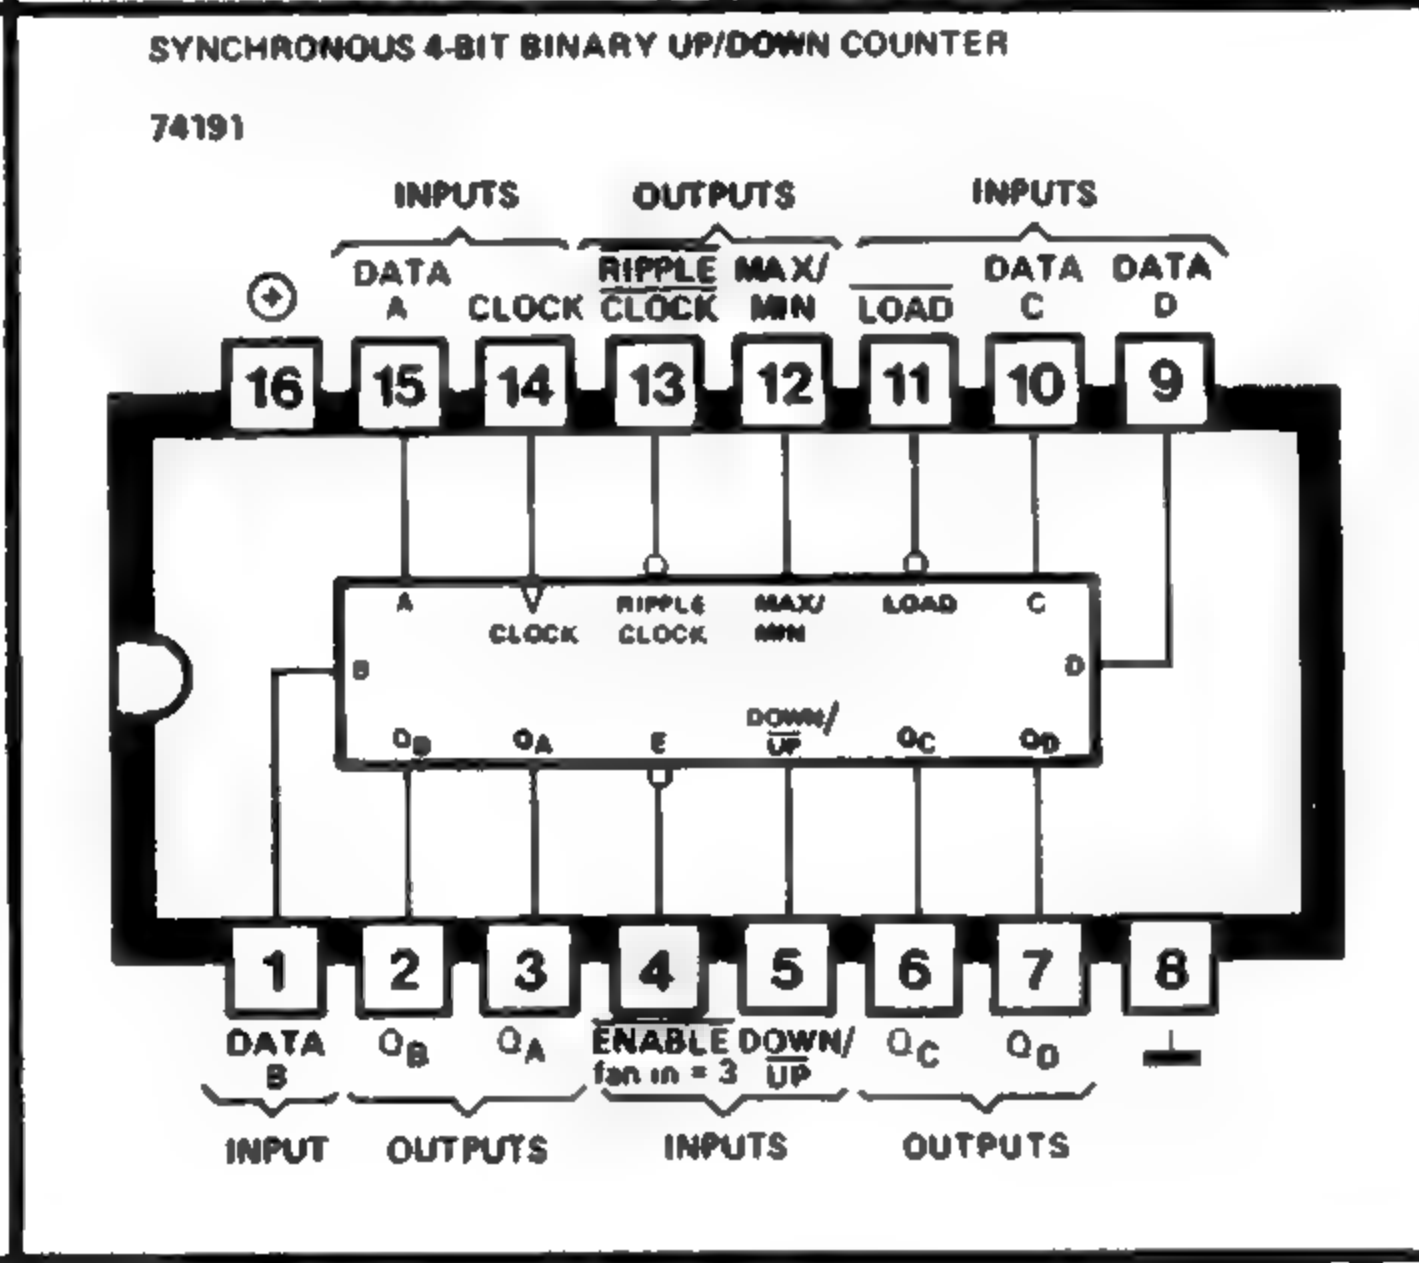 SYNCHRONOUS 4-BIT BINARY UP/DOWN COUNTER
74191
INPUTS OUTPUTS INPUTS
DATA RIPPLE MAX/ DATA DATA
A CLOCK CLOCK MIN LOAD C D
16 15 14 13 12 11 10 9
A RIPPLE MAX/ LOAD C
CLOCK CLOCK MIN
B D
DOWN/
QB QA E UP QC QD
1 2 3 4 5 6 7 8
DATA QB QA ENABLE DOWN/ QC QD
B fan in = 3 UP
INPUT OUTPUTS INPUTS OUTPUTS